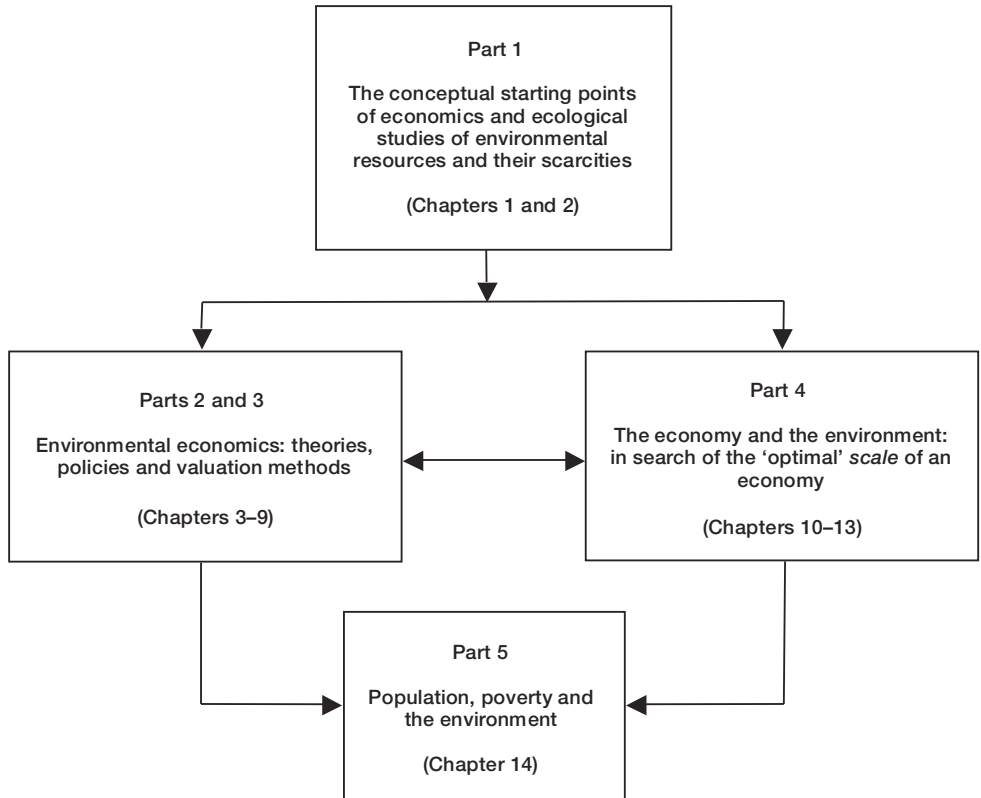 Part 1
The conceptual starting points
of economics and ecological
studies of environmental
resources and their scarcities
(Chapters 1 and 2)
Parts 2 and 3
Environmental economics: theories,
policies and valuation methods
(Chapters 3–9)
Part 4
The economy and the environment:
in search of the ‘optimal’ scale of an
economy
(Chapters 10–13)
Part 5
Population, poverty and
the environment
(Chapter 14)